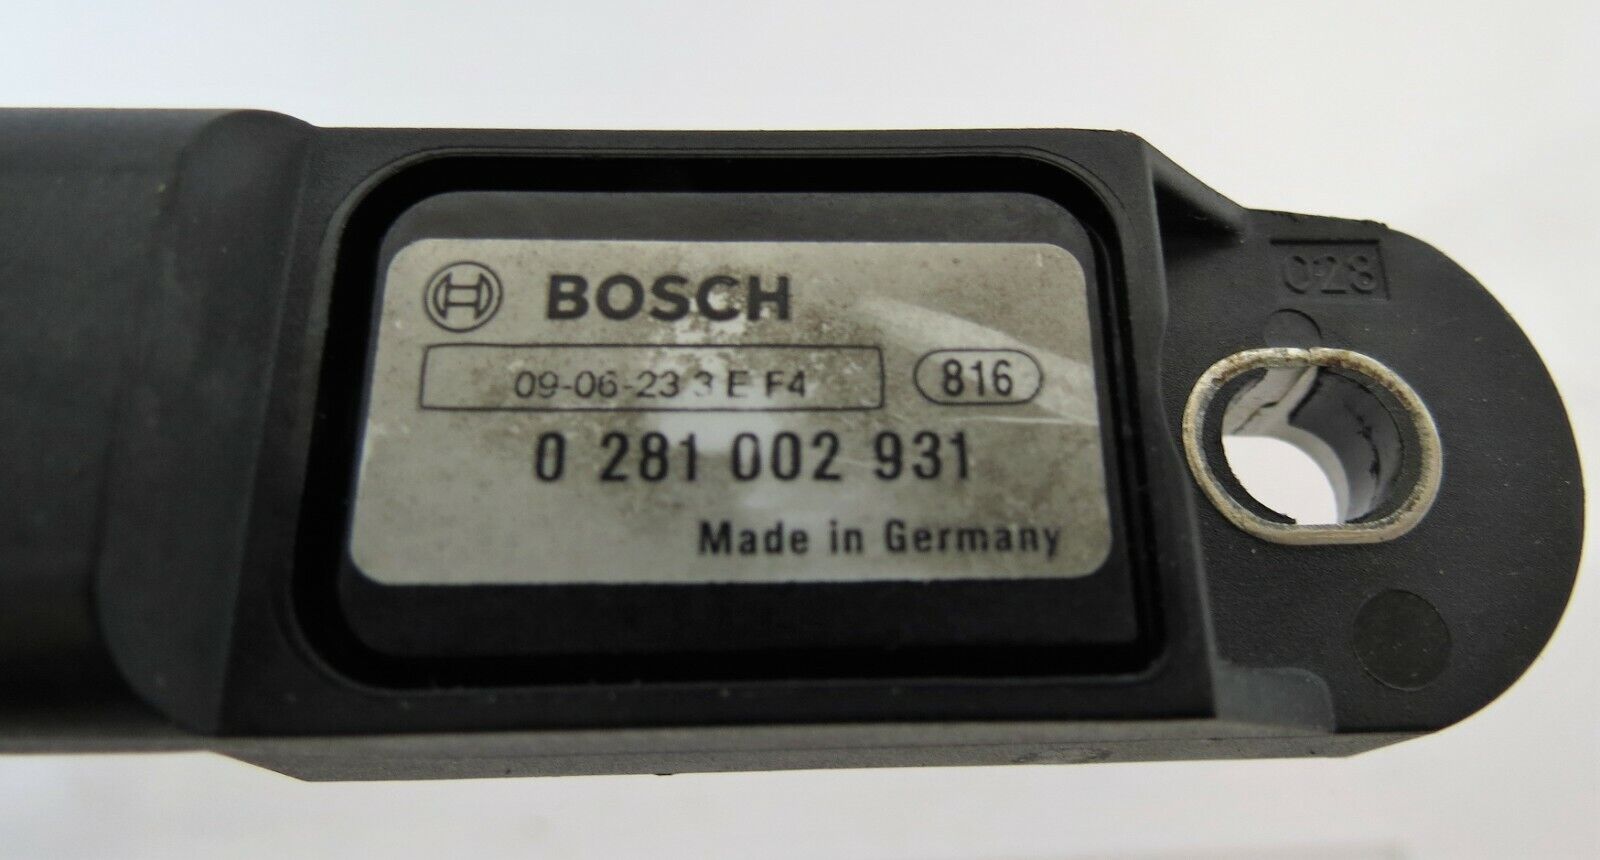 BOSCH
09-06-23 3 E F4 816
0 281 002 931
Made in Germany
028